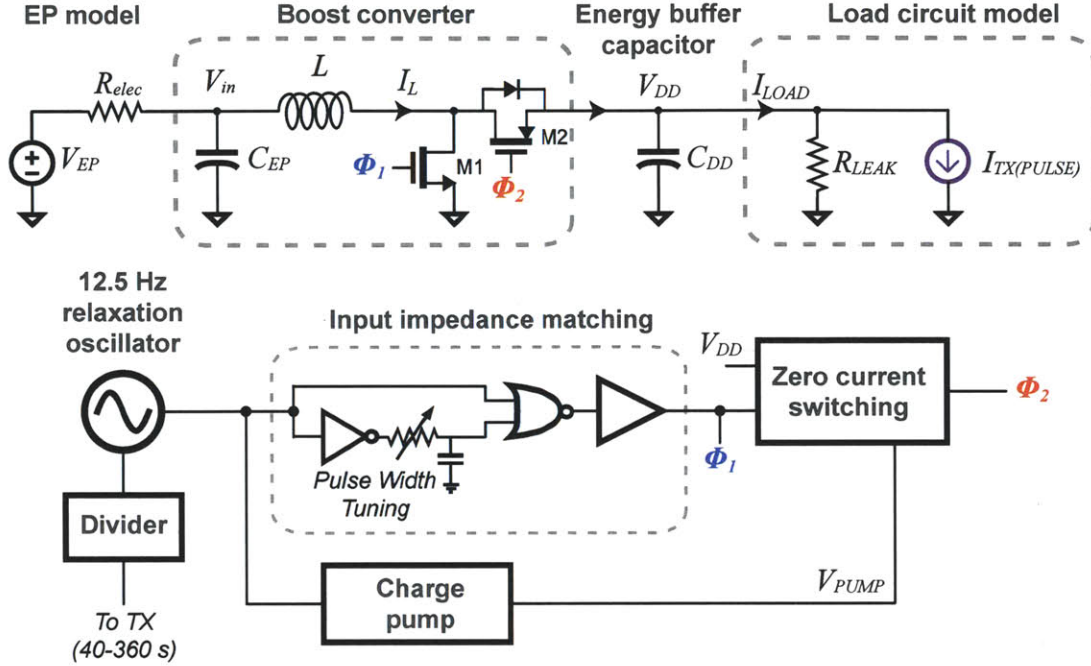 EP model
Boost converter
Energy buffer
capacitor
Load circuit model
R_elec
V_in
L
I_L
V_DD
I_LOAD
V_EP
C_EP
Φ_1
M1
M2
Φ_2
C_DD
R_LEAK
I_TX(PULSE)
12.5 Hz
relaxation
oscillator
Input impedance matching
Pulse Width
Tuning
V_DD
Zero current
switching
Φ_2
Φ_1
Divider
To TX
(40-360 s)
Charge
pump
V_PUMP